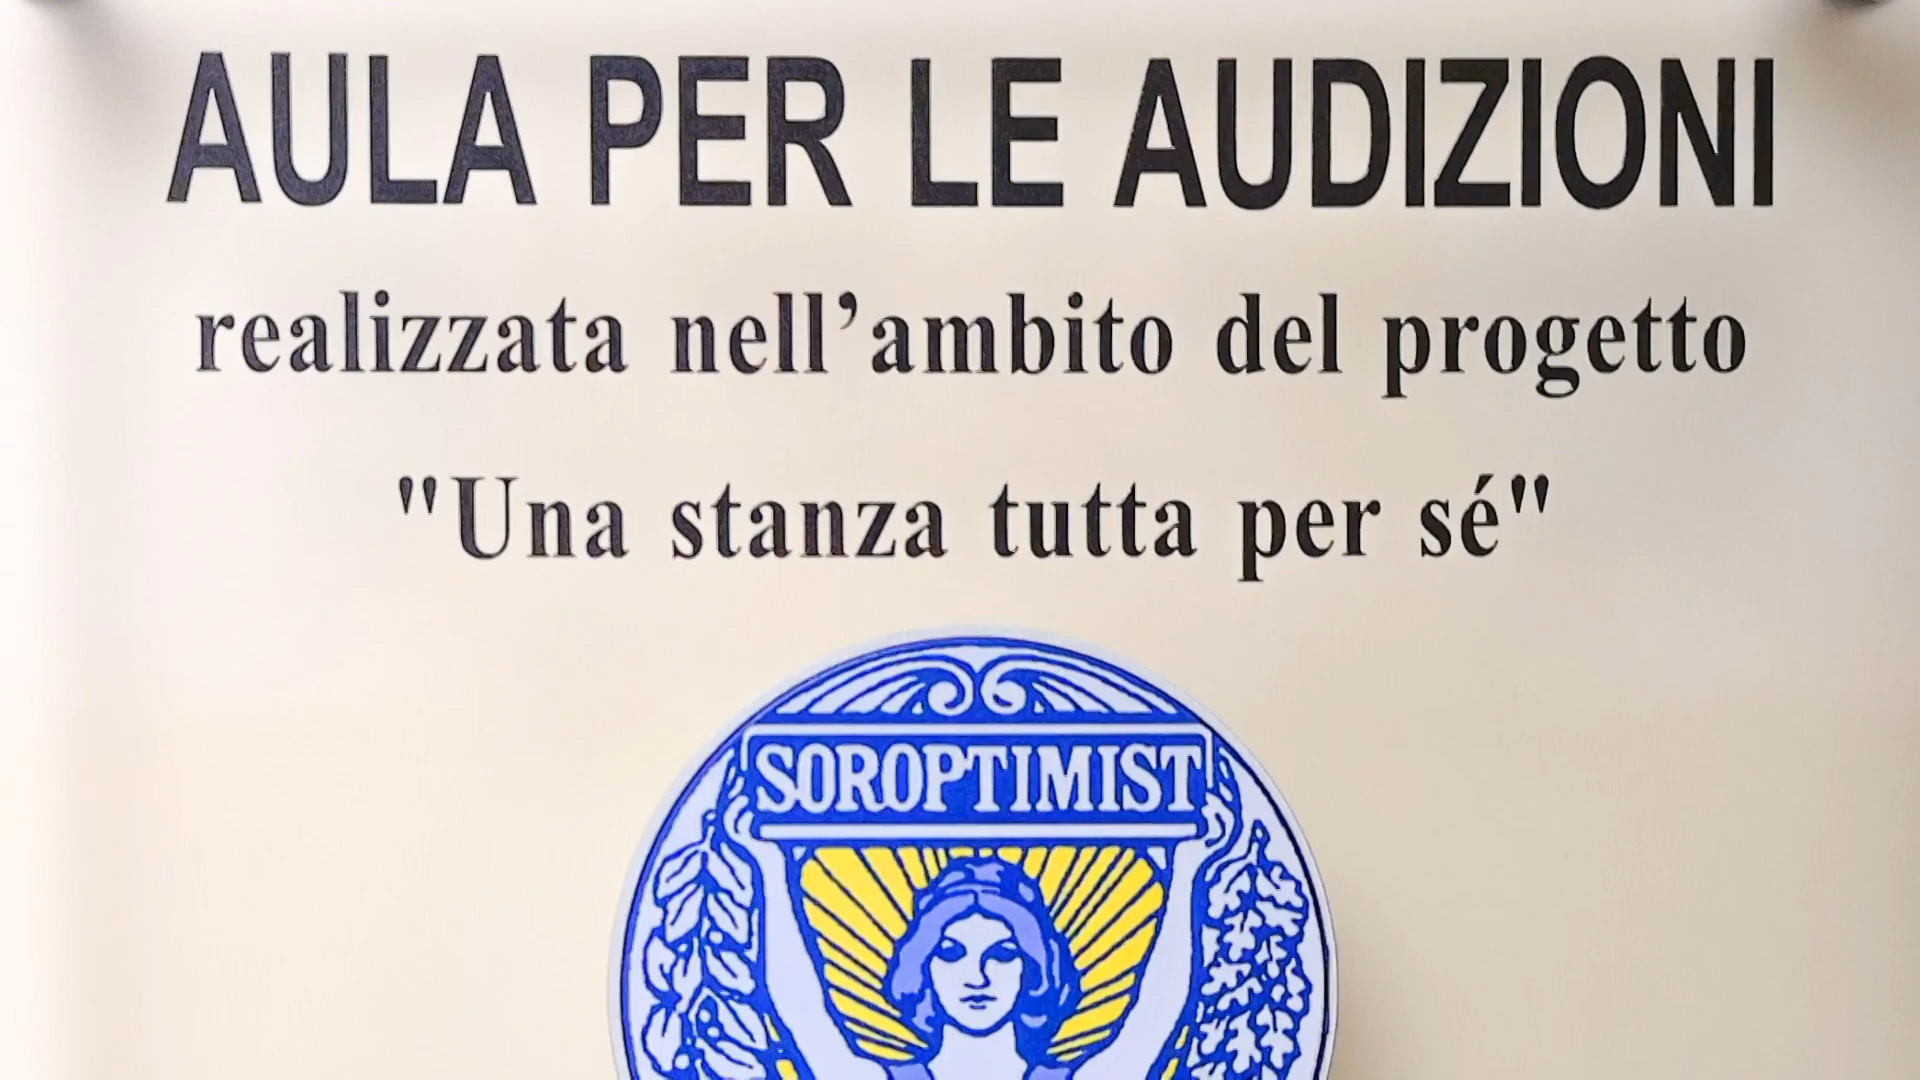 AULA PER LE AUDIZIONI
realizzata nell’ambito del progetto
"Una stanza tutta per sé"
SOROPTIMIST